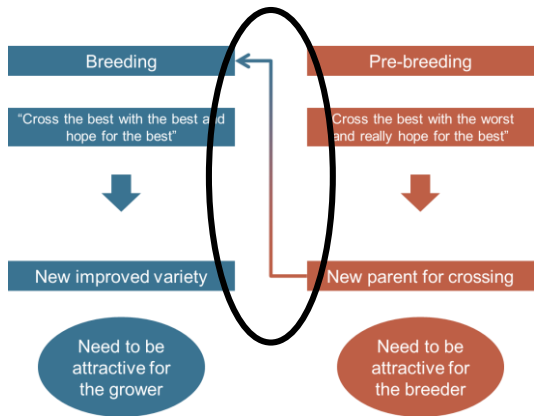 Breeding
"Cross the best with the best and
hope for the best"
New improved variety
Need to be
attractive for
the grower
Pre-breeding
"Cross the best with the worst
and really hope for the best"
New parent for crossing
Need to be
attractive for
the breeder